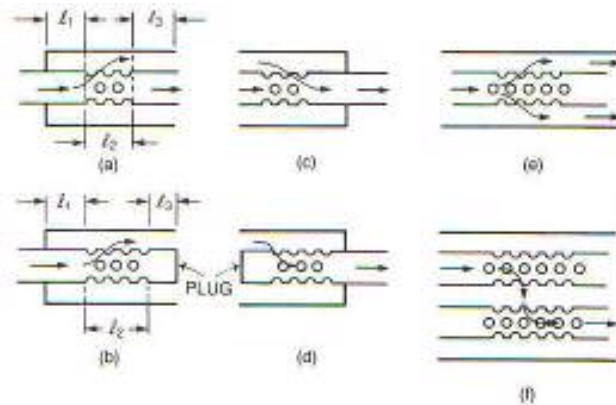 ℓ₁ ℓ₃
ℓ₂
(a)
(c)
(e)
ℓ₁ ℓ₃
PLUG
ℓ₂
(b)
(d)
(f)